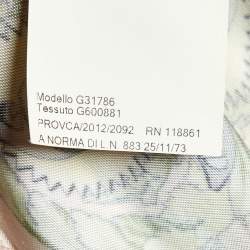 Modello G31786
Tessuto G600881
PROVCA/2012/2092 RN 118861
A NORMA DI L. N. 883 25/11/73